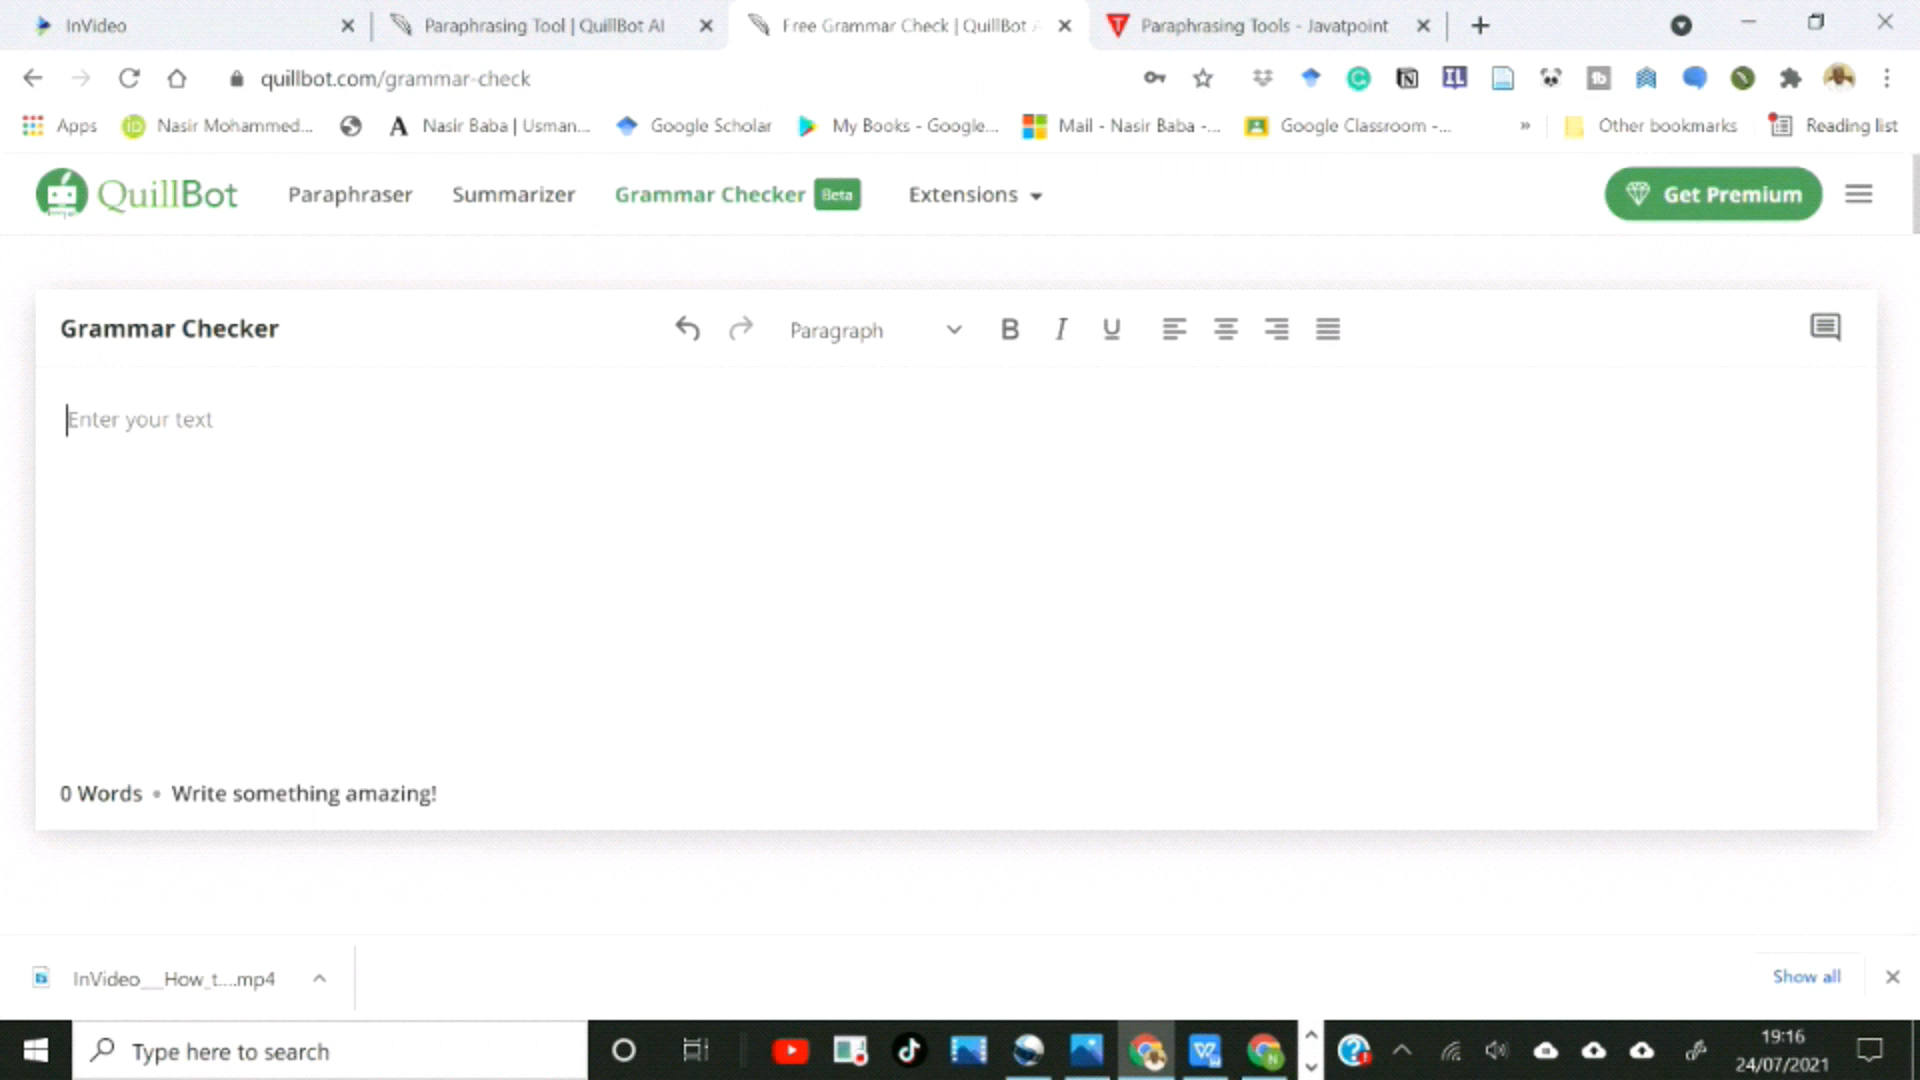 InVideo
Paraphrasing Tool | QuillBot AI
Free Grammar Check | QuillBot A
Paraphrasing Tools - Javatpoint
quillbot.com/grammar-check
Apps
Nasir Mohammed...
Nasir Baba | Usman...
Google Scholar
My Books - Google...
Mail - Nasir Baba -...
Google Classroom -...
»
Other bookmarks
Reading list
QuillBot
Paraphraser
Summarizer
Grammar Checker Beta
Extensions
Get Premium
Grammar Checker
Paragraph
B I U
Enter your text
0 Words • Write something amazing!
InVideo__How_t....mp4
Show all
Type here to search
19:16
24/07/2021